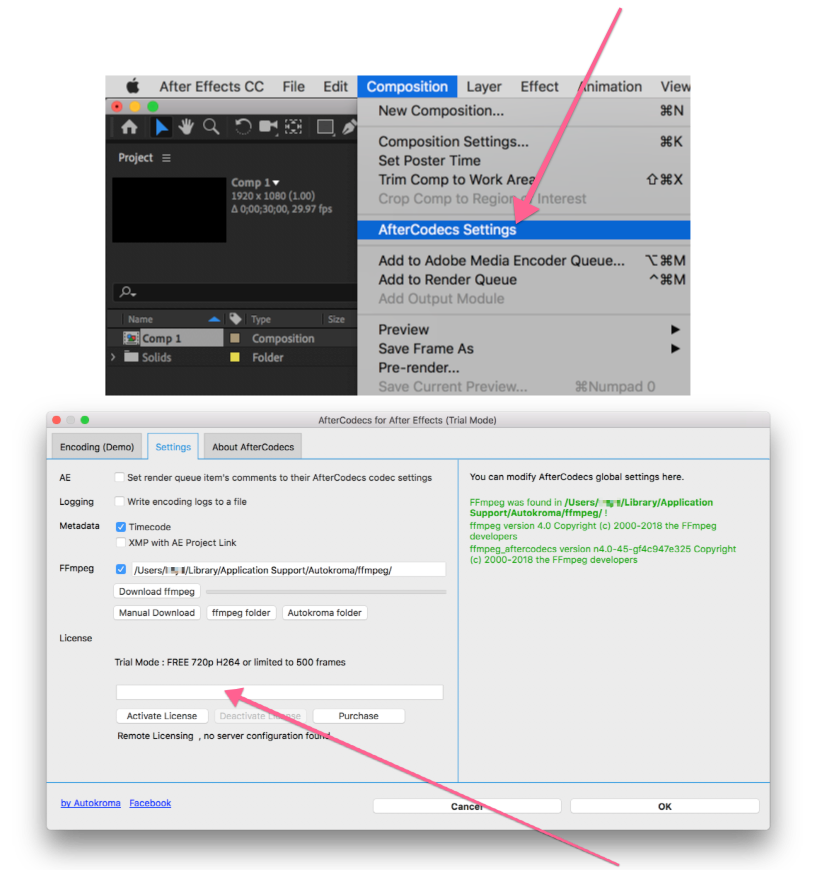 After Effects CC File Edit Composition Layer Effect Animation View
New Composition... ⌘N
Project
Composition Settings... ⌘K
Set Poster Time
Comp 1
Trim Comp to Work Area ⇧⌘X
1920 x 1080 (1.00)
Crop Comp to Region of Interest
Δ 0;00;30;00, 29.97 fps
AfterCodecs Settings
Add to Adobe Media Encoder Queue... ⌥⌘M
Add to Render Queue ^⌘M
Add Output Module
Name Type Size
Preview
Comp 1 Composition
Save Frame As
Solids Folder
Pre-render...
Save Current Preview... ⌘Numpad 0
AfterCodecs for After Effects (Trial Mode)
Encoding (Demo) Settings About AfterCodecs
AE Set render queue item's comments to their AfterCodecs codec settings
Logging Write encoding logs to a file
Metadata Timecode
XMP with AE Project Link
FFmpeg /Users/ /Library/Application Support/Autokroma/ffmpeg/
Download ffmpeg
Manual Download ffmpeg folder Autokroma folder
License
Trial Mode : FREE 720p H264 or limited to 500 frames
Activate License Deactivate License Purchase
Remote Licensing , no server configuration found
You can modify AfterCodecs global settings here.
FFmpeg was found in /Users/ /Library/Application
Support/Autokroma/ffmpeg/ !
ffmpeg version 4.0 Copyright (c) 2000-2018 the FFmpeg
developers
ffmpeg_aftercodecs version n4.0-45-gf4c947e325 Copyright
(c) 2000-2018 the FFmpeg developers
by Autokroma Facebook
Cancel OK